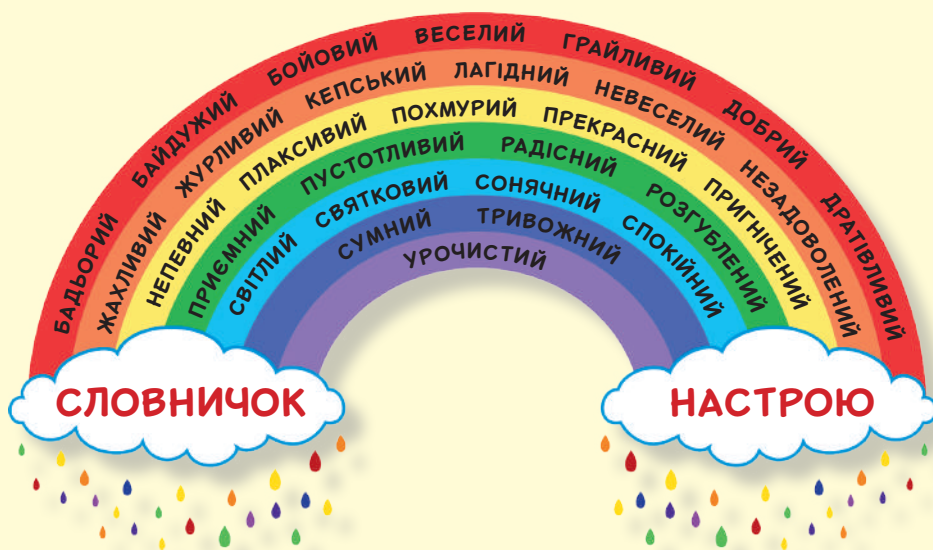 БАДЬОРИЙ БАЙДУЖИЙ БОЙОВИЙ ВЕСЕЛИЙ ГРАЙЛИВИЙ ДОБРИЙ ДРАТІВЛИВИЙ
ЖАХЛИВИЙ ЖУРЛИВИЙ КЕПСЬКИЙ ЛАГІДНИЙ НЕВЕСЕЛИЙ НЕЗАДОВОЛЕНИЙ
НЕПЕВНИЙ ПЛАКСИВИЙ ПОХМУРИЙ ПРЕКРАСНИЙ ПРИГНІЧЕНИЙ
ПРИЄМНИЙ ПУСТОТЛИВИЙ РАДІСНИЙ РОЗГУБЛЕНИЙ
СВІТЛИЙ СВЯТКОВИЙ СОНЯЧНИЙ СПОКІЙНИЙ
СУМНИЙ ТРИВОЖНИЙ
УРОЧИСТИЙ
СЛОВНИЧОК НАСТРОЮ